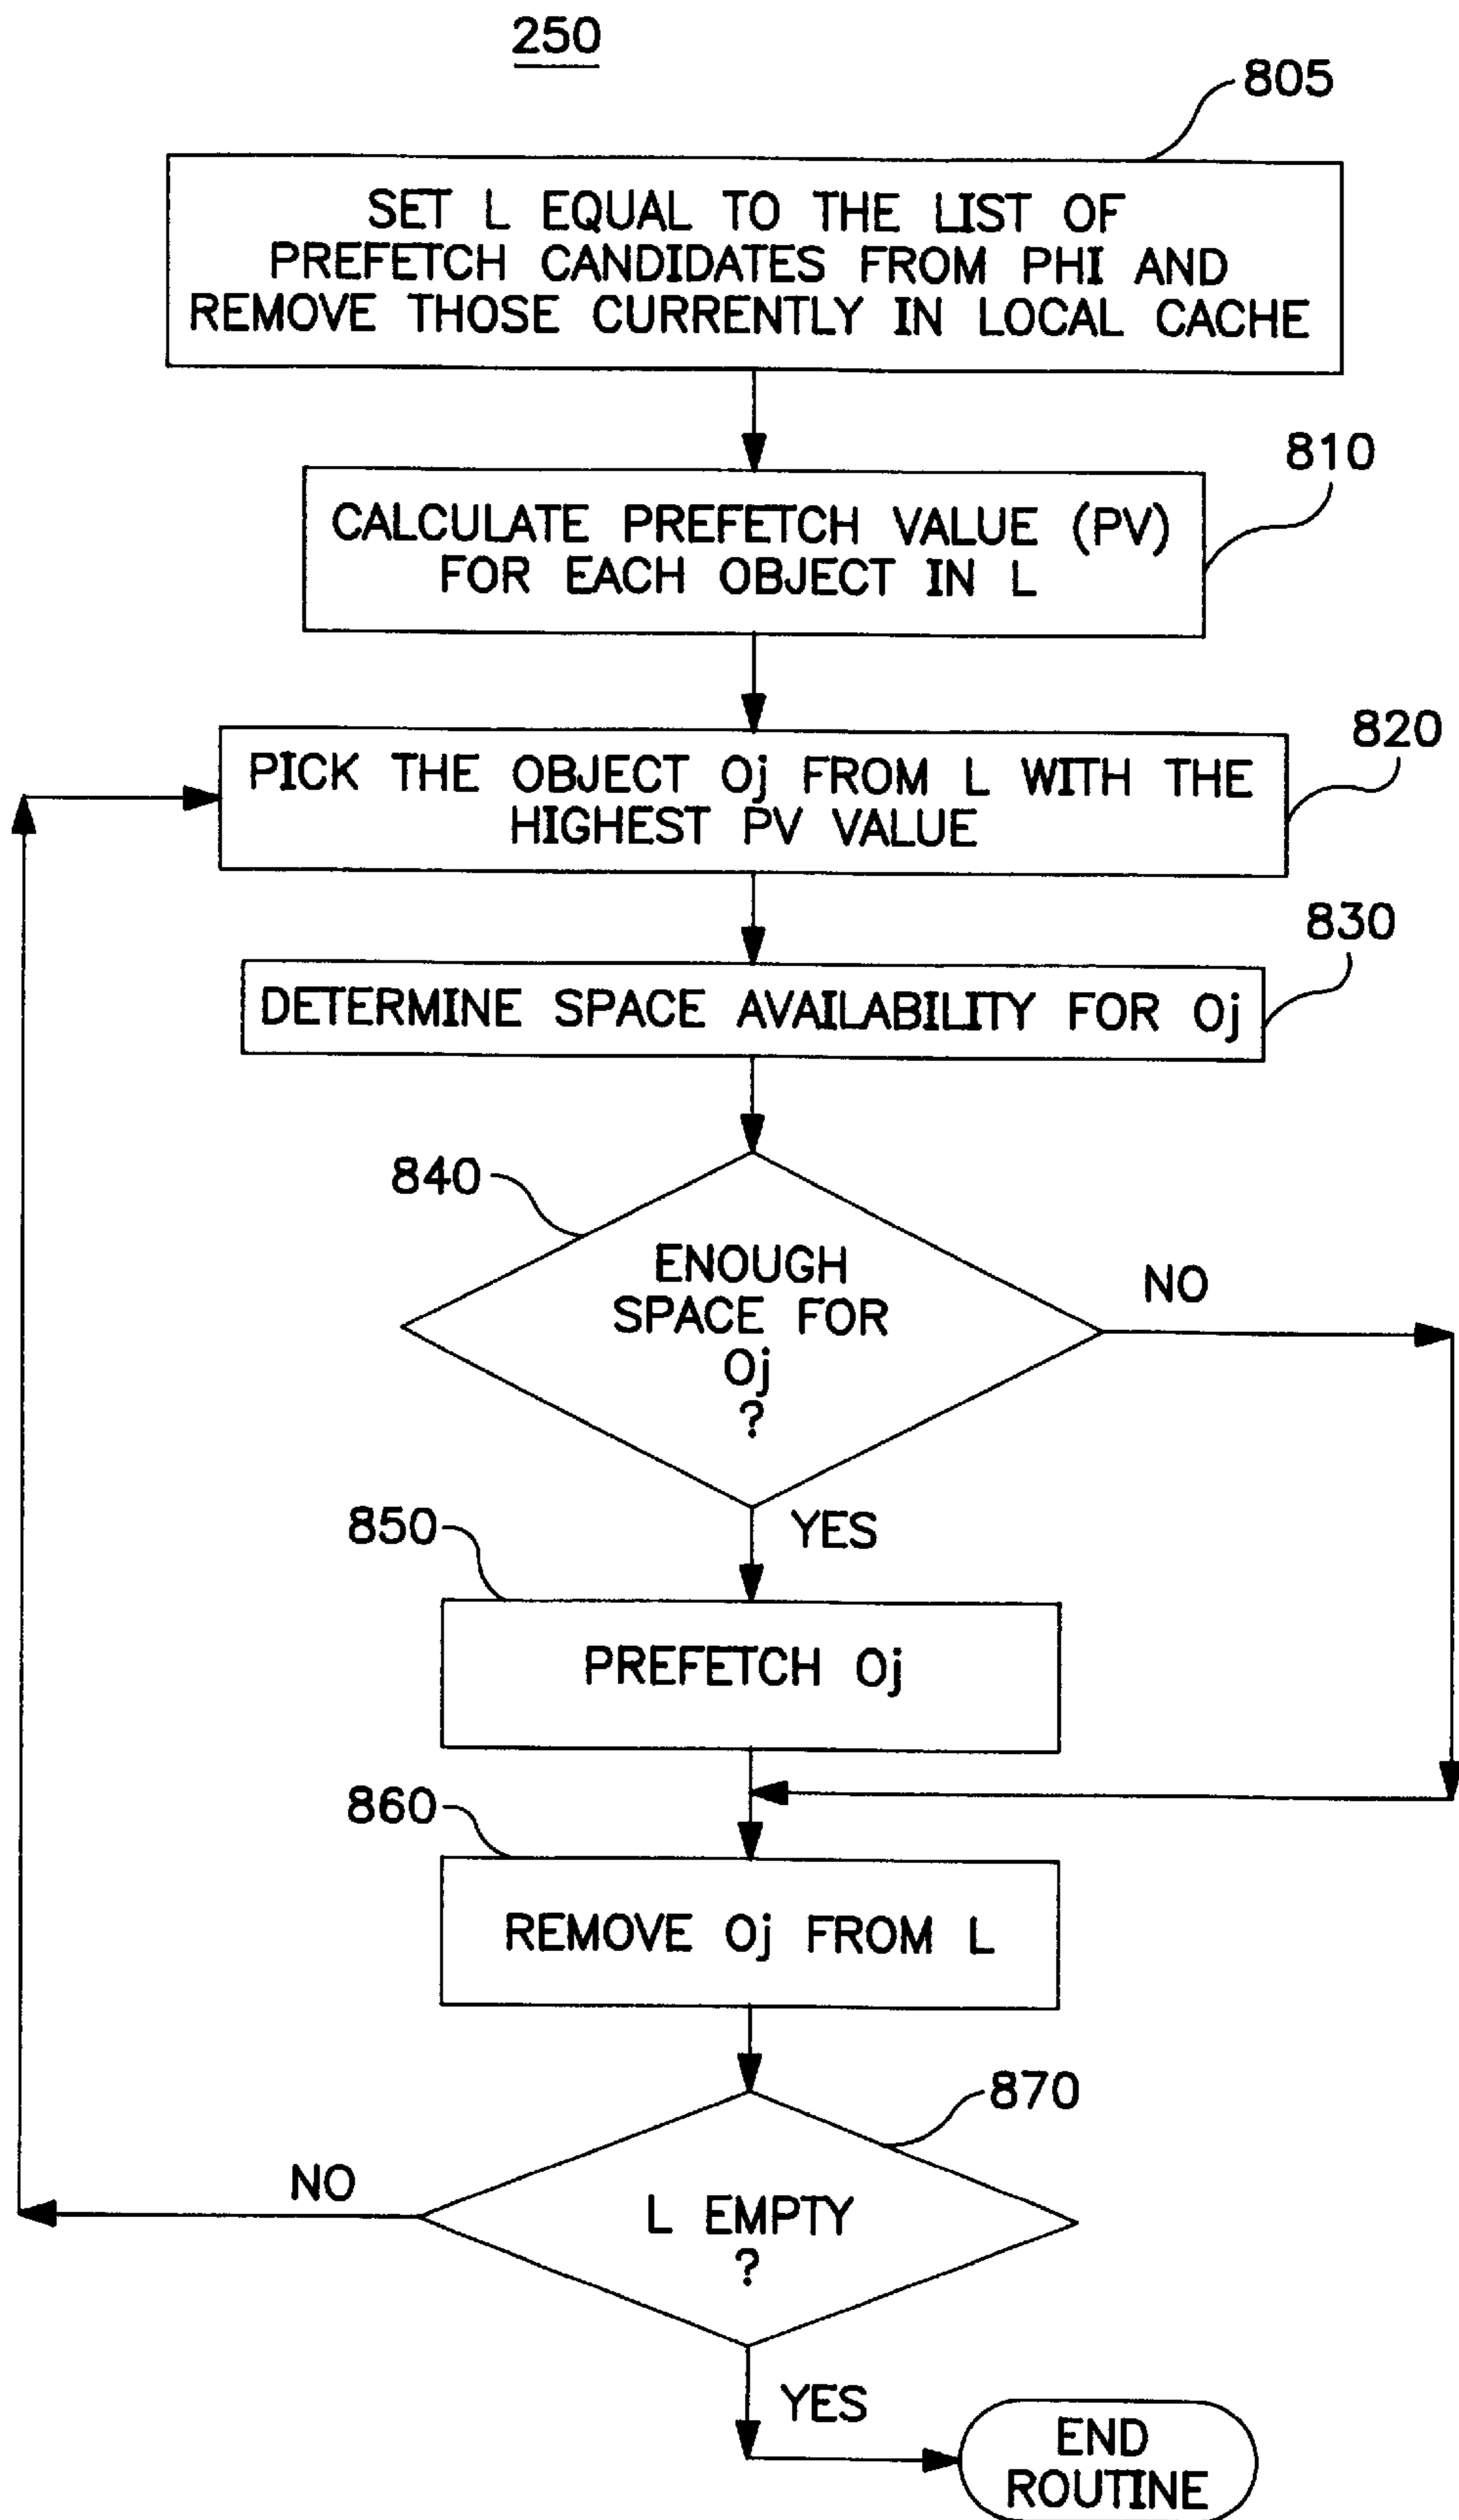 250
805
SET L EQUAL TO THE LIST OF
PREFETCH CANDIDATES FROM PHI AND
REMOVE THOSE CURRENTLY IN LOCAL CACHE
810
CALCULATE PREFETCH VALUE (PV)
FOR EACH OBJECT IN L
820
PICK THE OBJECT Oj FROM L WITH THE
HIGHEST PV VALUE
830
DETERMINE SPACE AVAILABILITY FOR Oj
840
ENOUGH
SPACE FOR
Oj
?
NO
YES
850
PREFETCH Oj
860
REMOVE Oj FROM L
870
L EMPTY
?
NO
YES
END
ROUTINE